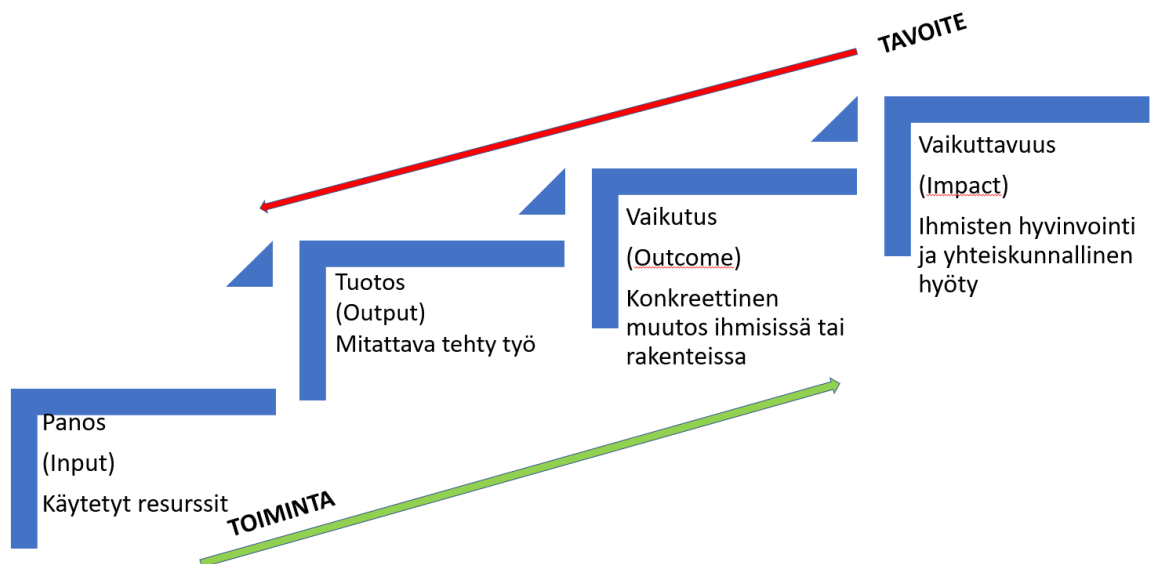 TAVOITE
Vaikuttavuus
(Impact)
Ihmisten hyvinvointi
ja yhteiskunnallinen
hyöty
Vaikutus
(Outcome)
Konkreettinen
muutos ihmisissä tai
rakenteissa
Tuotos
(Output)
Mitattava tehty työ
Panos
(Input)
Käytetyt resurssit
TOIMINTA